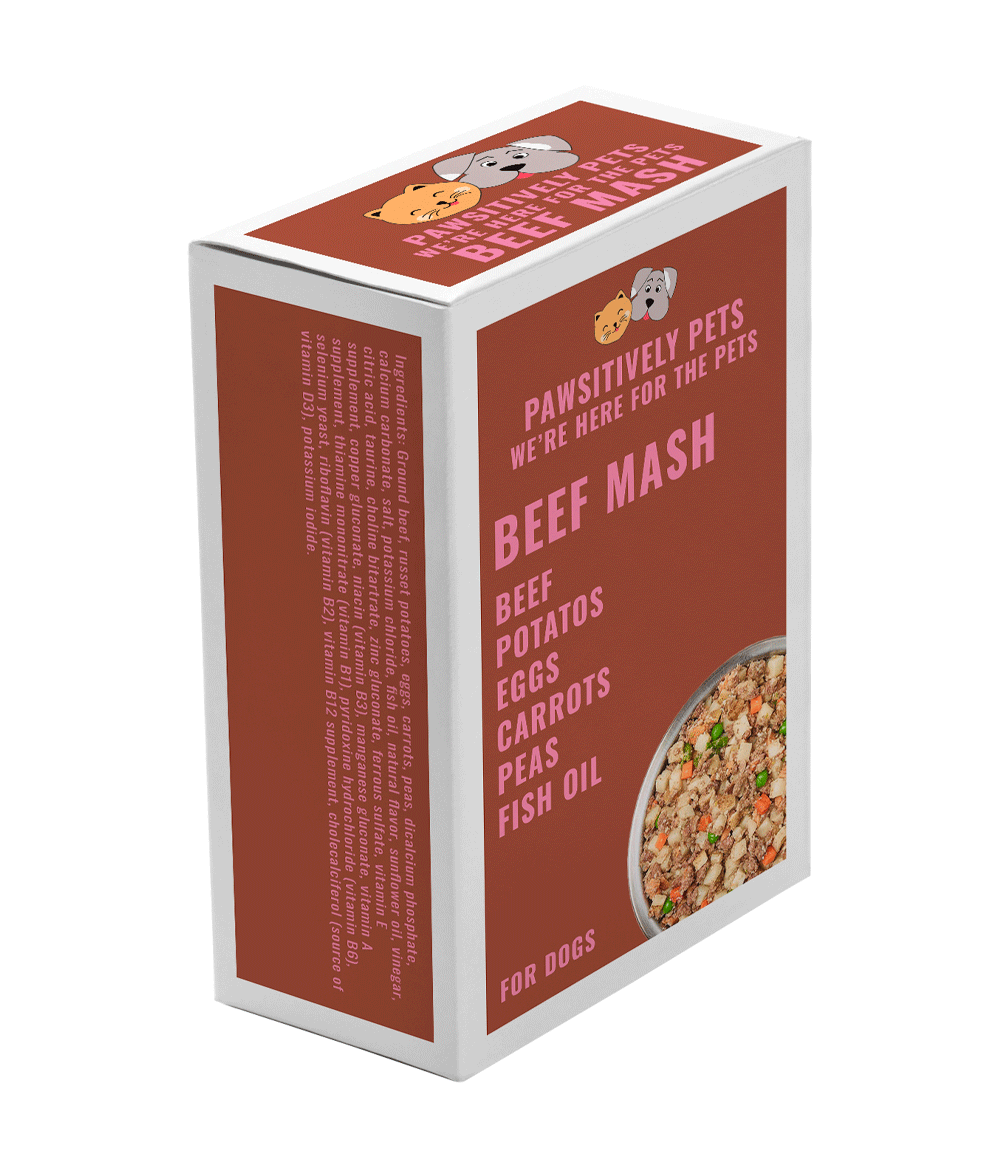 PAWSITIVELY PETS
WE'RE HERE FOR THE PETS
BEEF MASH
PAWSITIVELY PETS
WE'RE HERE FOR THE PETS
BEEF MASH
BEEF
POTATOS
EGGS
CARROTS
PEAS
FISH OIL
FOR DOGS
Ingredients: Ground beef, russet potatoes, eggs, carrots, peas, dicalcium phosphate,
calcium carbonate, salt, potassium chloride, fish oil, natural flavor, sunflower oil, vinegar,
citric acid, taurine, choline bitartrate, zinc gluconate, ferrous sulfate, vitamin E
supplement, copper gluconate, niacin (vitamin B3), manganese gluconate, vitamin A
supplement, thiamine mononitrate (vitamin B1), pyridoxine hydrochloride (vitamin B6),
selenium yeast, riboflavin (vitamin B2), vitamin B12 supplement, cholecalciferol (source of
vitamin D3), potassium iodide.